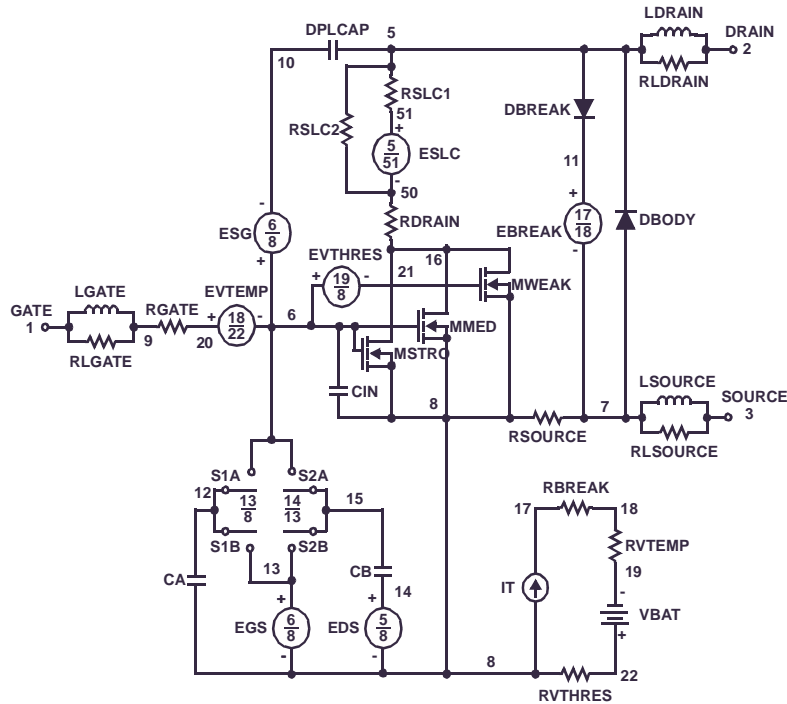 LDRAIN
DPLCAP 5 DRAIN
10 2
RLDRAIN
RSLC1
51
DBREAK
RSLC2
+
5
51
ESLC
-
11
50
- RDRAIN +
ESG 6
8
17
18
DBODY
EBREAK
+ EVTHRES 16 -
+ 19
8
- 21
MWEAK
LGATE EVTEMP
GATE RGATE + 18
22
- 6
MMED
1 9 20
RLGATE MSTRO
LSOURCE
CIN 8 7 SOURCE
3
RSOURCE
RLSOURCE
S1A S2A
12 13
8
14
13
15 RBREAK
17 18
S1B S2B
RVTEMP
13 CB
CA 14 IT 19
-
+ +
EGS 6
8
EDS 5
8
VBAT
+
- - 8 22
RVTHRES